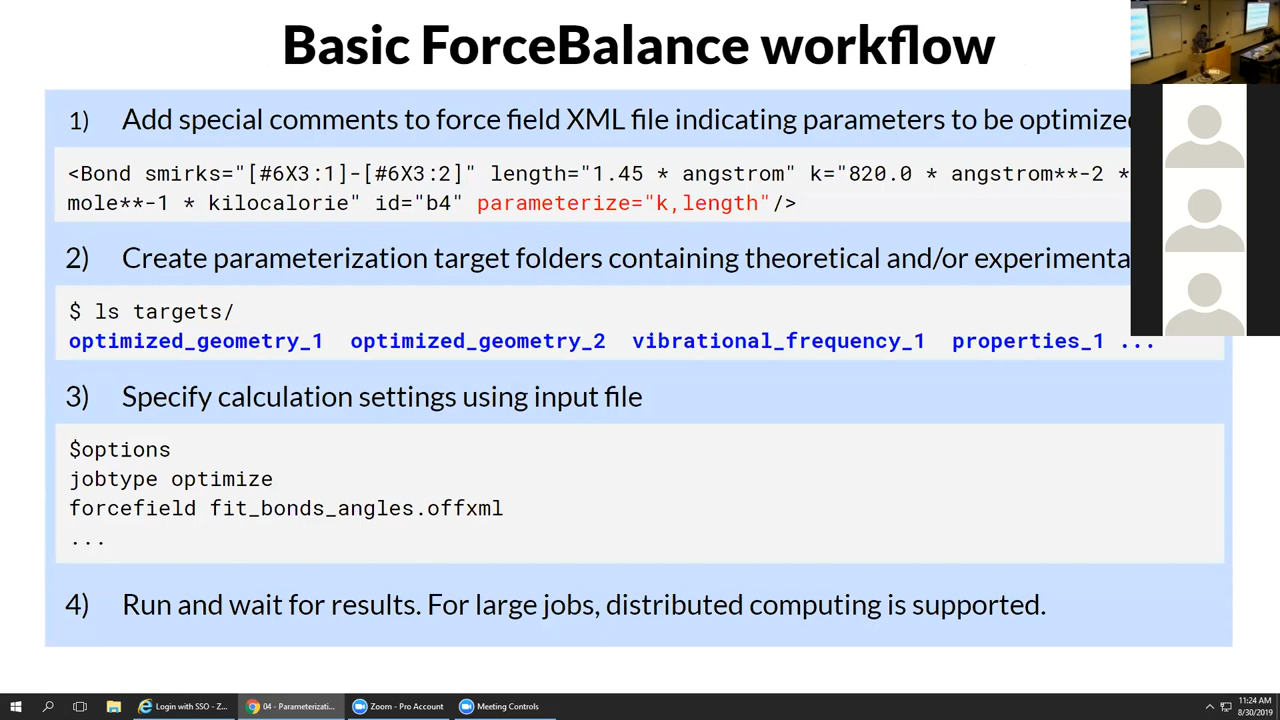 Basic ForceBalance workflow
1) Add special comments to force field XML file indicating parameters to be optimized
<Bond smirks="[#6X3:1]-[#6X3:2]" length="1.45 * angstrom" k="820.0 * angstrom**-2 *
mole**-1 * kilocalorie" id="b4" parameterize="k,length"/>
2) Create parameterization target folders containing theoretical and/or experimenta
$ ls targets/
optimized_geometry_1 optimized_geometry_2 vibrational_frequency_1 properties_1 ...
3) Specify calculation settings using input file
$options
jobtype optimize
forcefield fit_bonds_angles.offxml
...
4) Run and wait for results. For large jobs, distributed computing is supported.
Login with SSO - Z...
04 - Parameterizati...
Zoom - Pro Account
Meeting Controls
11:24 AM
8/30/2019